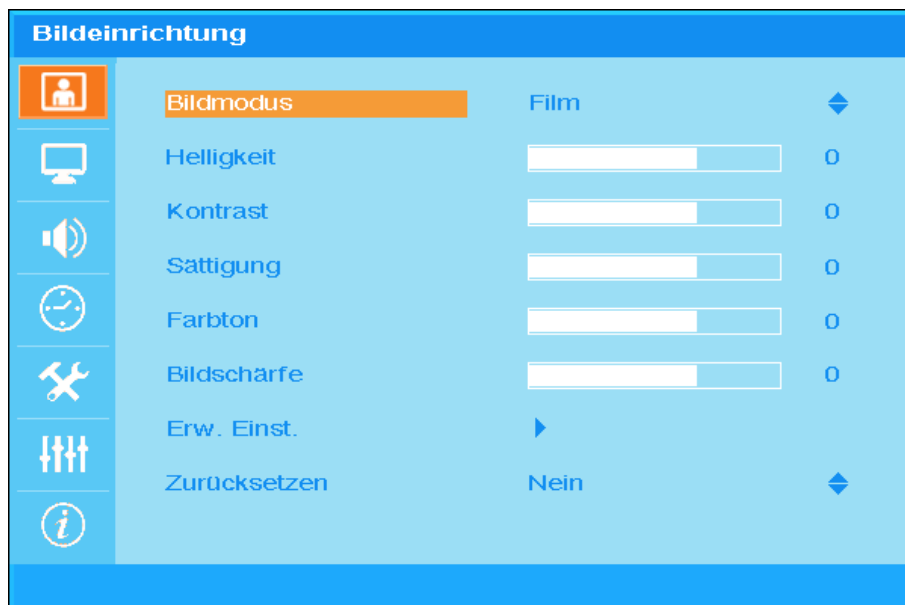 Bildeinrichtung
Bildmodus Film
Helligkeit 0
Kontrast 0
Sättigung 0
Farbton 0
Bildschärfe 0
Erw. Einst.
Zurücksetzen Nein